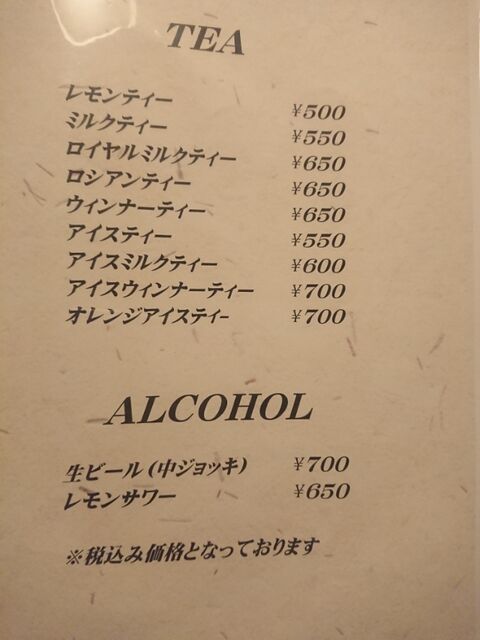 TEA
レモンティー ¥500
ミルクティー ¥550
ロイヤルミルクティー ¥650
ロシアンティー ¥650
ウィンナーティー ¥650
アイスティー ¥550
アイスミルクティー ¥600
アイスウィンナーティー ¥700
オレンジアイスティー ¥700
ALCOHOL
生ビール(中ジョッキ) ¥700
レモンサワー ¥650
※税込み価格となっております